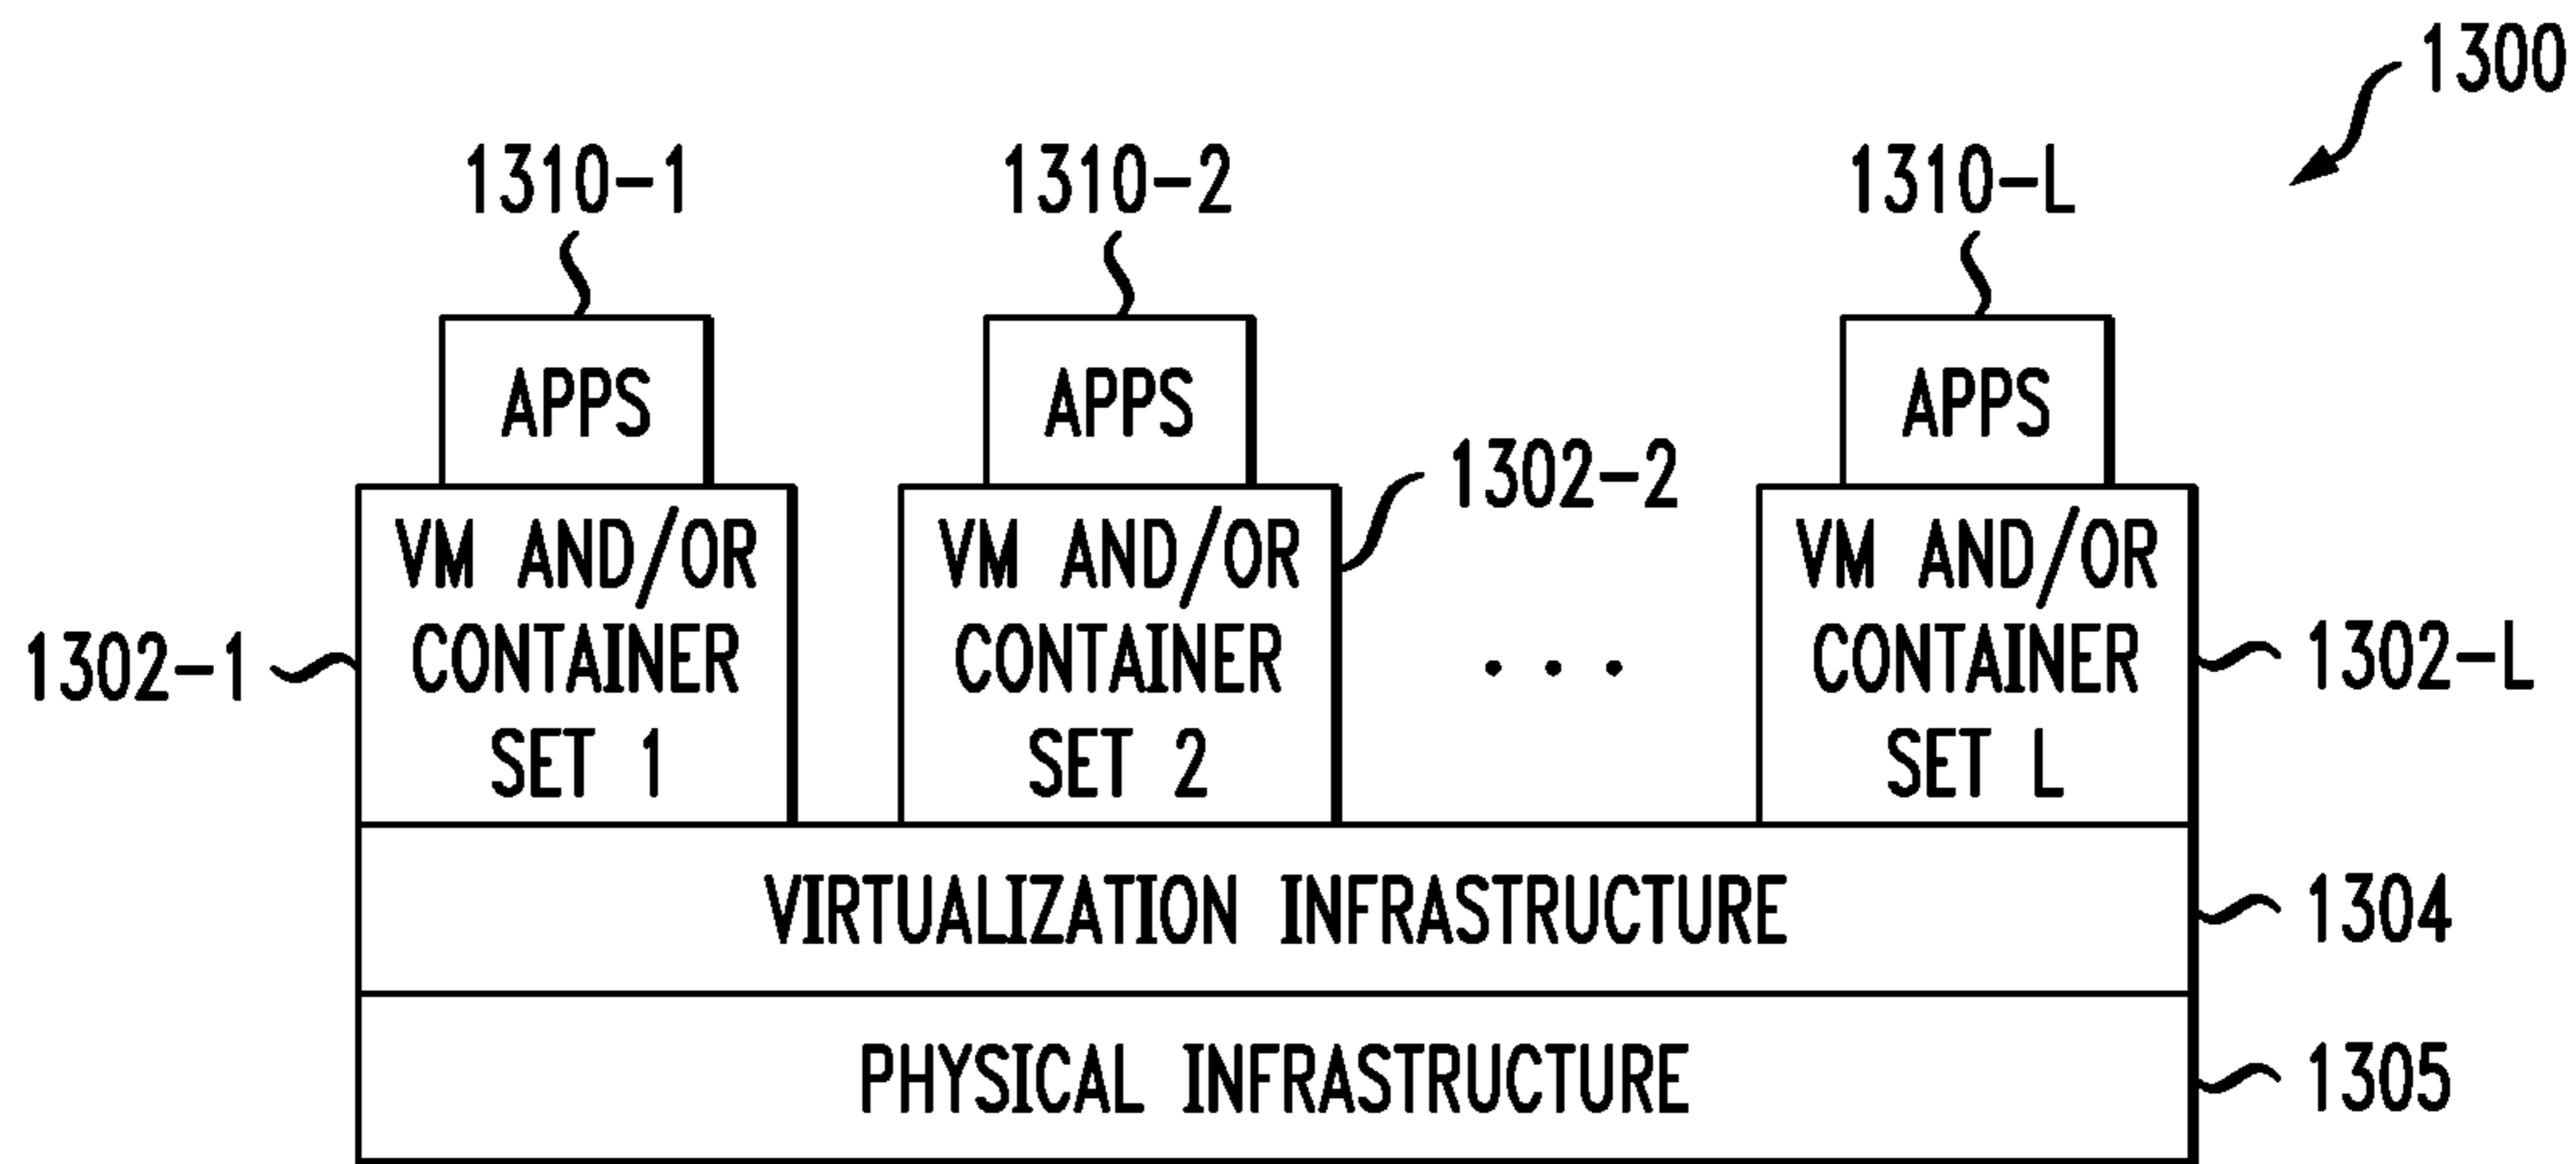 1300
1310-1
1310-2
1310-L
APPS
APPS
APPS
1302-2
VM AND/OR
CONTAINER
SET 1
VM AND/OR
CONTAINER
SET 2
. . .
VM AND/OR
CONTAINER
SET L
1302-1
1302-L
VIRTUALIZATION INFRASTRUCTURE
1304
PHYSICAL INFRASTRUCTURE
1305